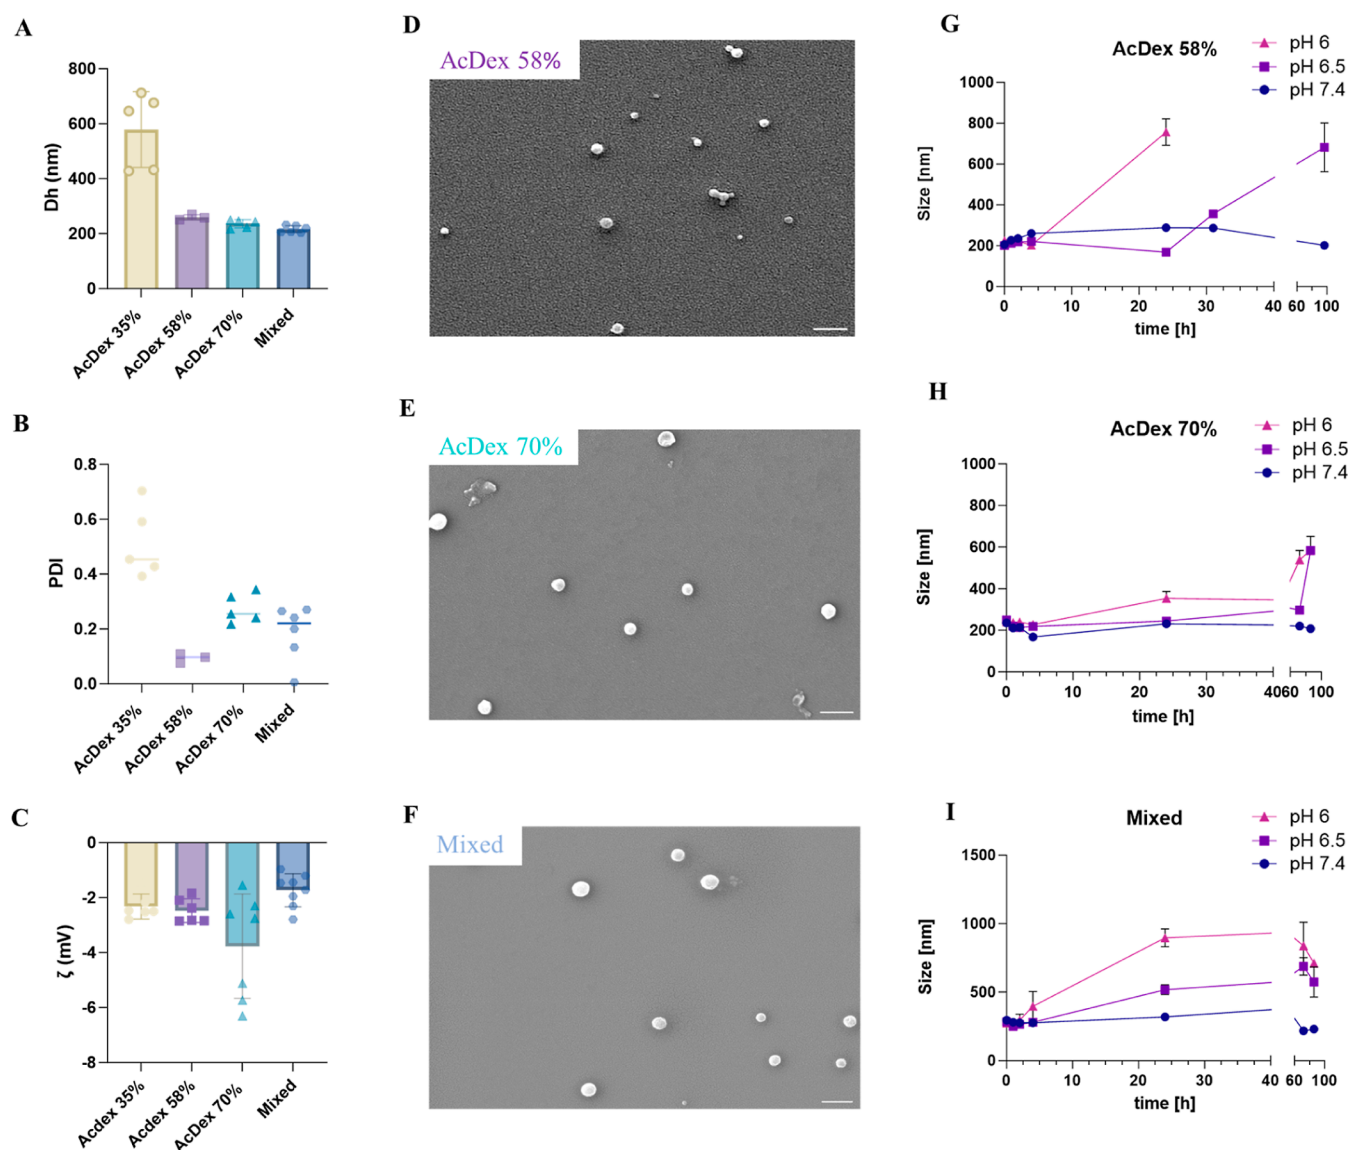 A
Dh (nm)
800
600
400
200
0
AcDex 35%
AcDex 58%
AcDex 70%
Mixed
B
PDI
0.8
0.6
0.4
0.2
0.0
AcDex 35%
AcDex 58%
AcDex 70%
Mixed
C
ζ (mV)
0
-2
-4
-6
-8
Acdex 35%
Acdex 58%
AcDex 70%
Mixed
D
AcDex 58%
E
AcDex 70%
F
Mixed
G
AcDex 58%
pH 6
pH 6.5
pH 7.4
Size [nm]
1000
800
600
400
200
0
0 10 20 30 40 60 100
time [h]
H
AcDex 70%
pH 6
pH 6.5
pH 7.4
Size [nm]
1000
800
600
400
200
0
0 10 20 30 40 60 100
time [h]
I
Mixed
pH 6
pH 6.5
pH 7.4
Size [nm]
1500
1000
500
0
0 10 20 30 40 60 100
time [h]